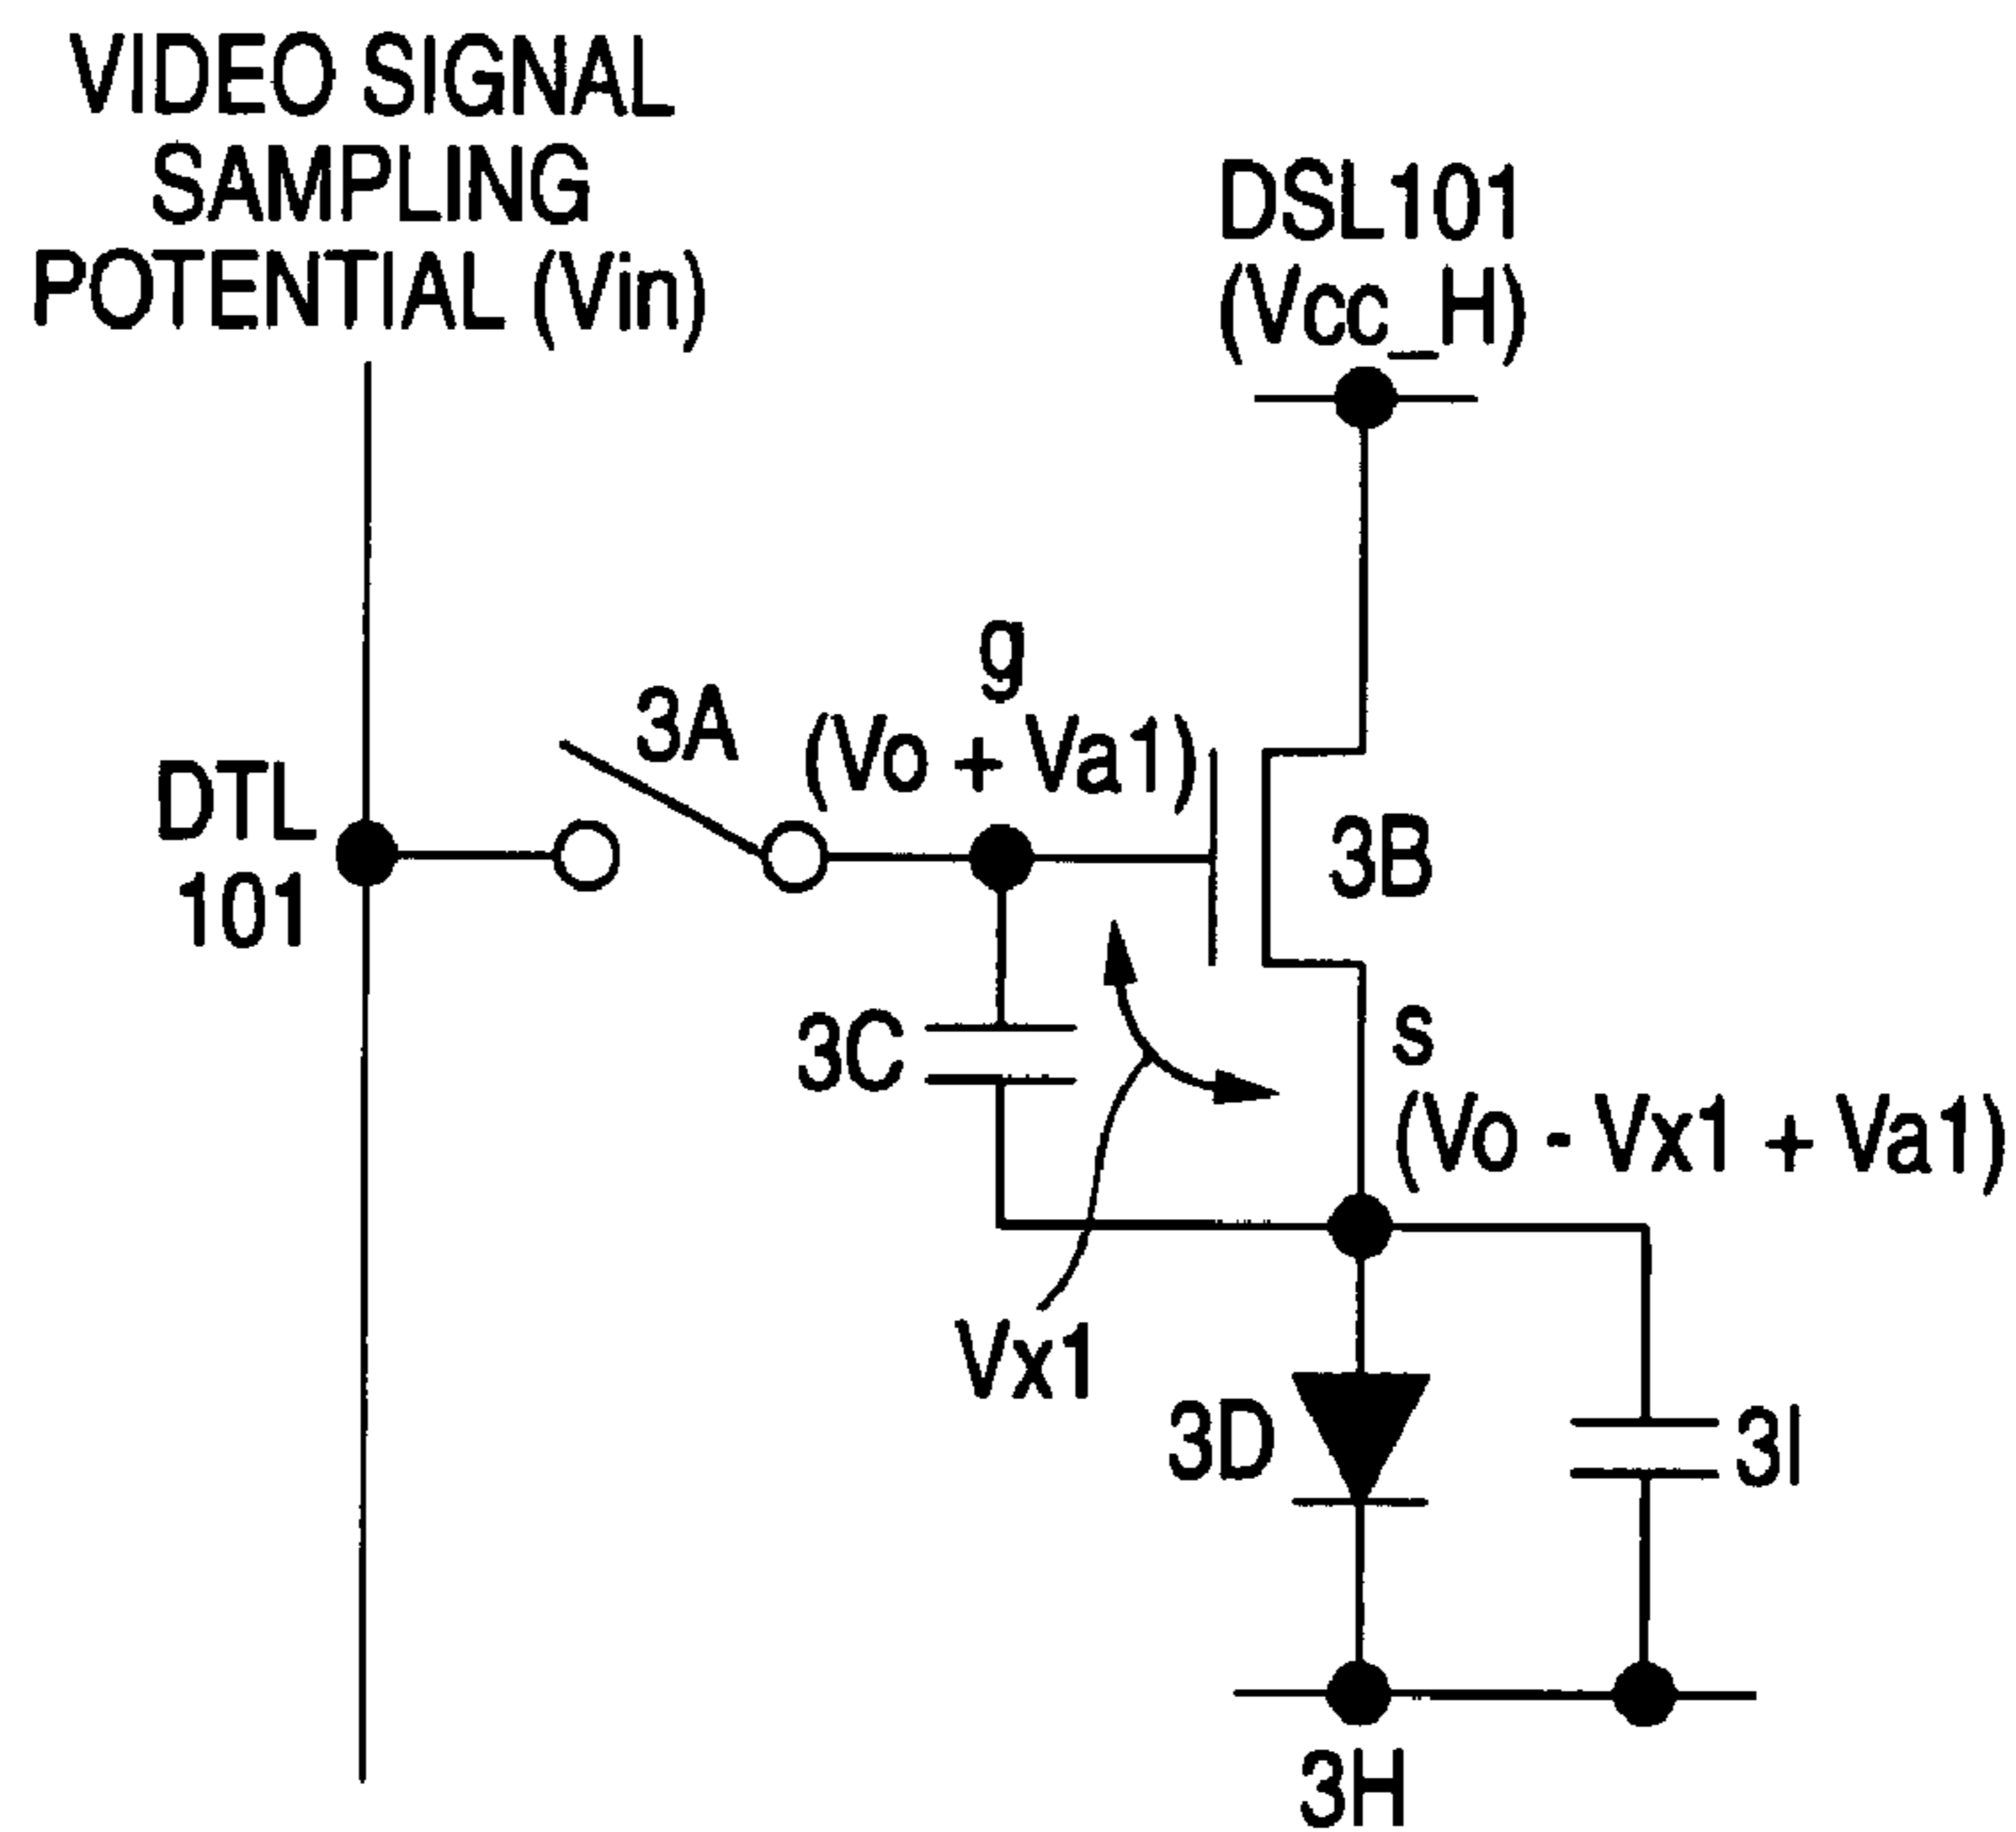 VIDEO SIGNAL
SAMPLING
POTENTIAL (Vin)
DSL101
(Vcc_H)
g
3A
(Vo + Va1)
DTL
101
3B
3C
s
(Vo - Vx1 + Va1)
Vx1
3D
3I
3H